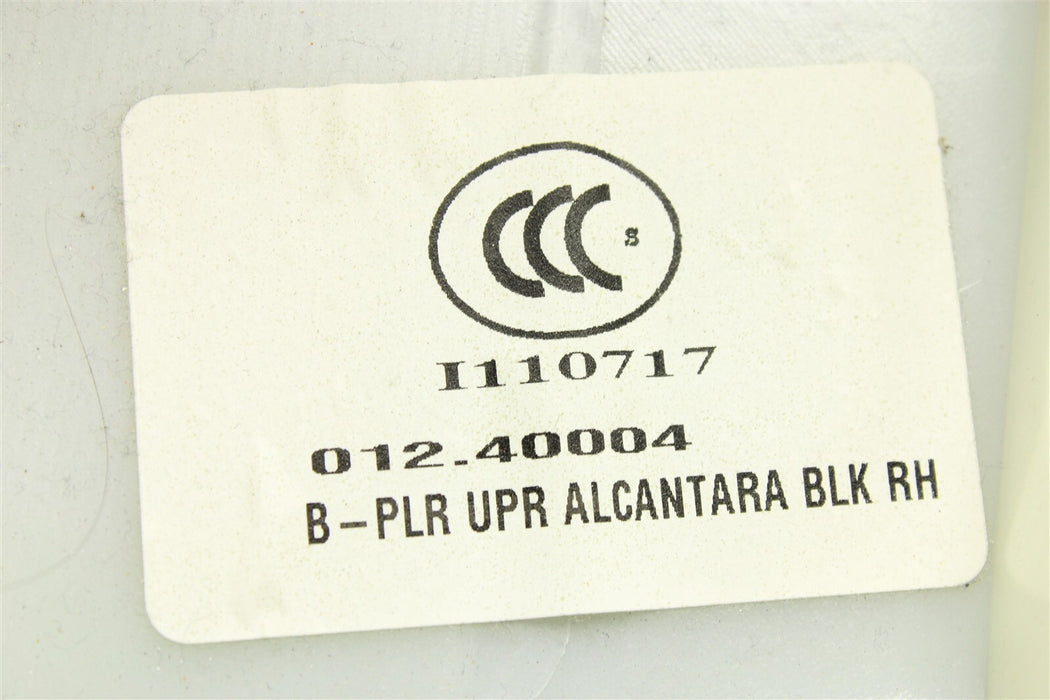 CCC S
I110717
012-40004
B-PLR UPR ALCANTARA BLK RH